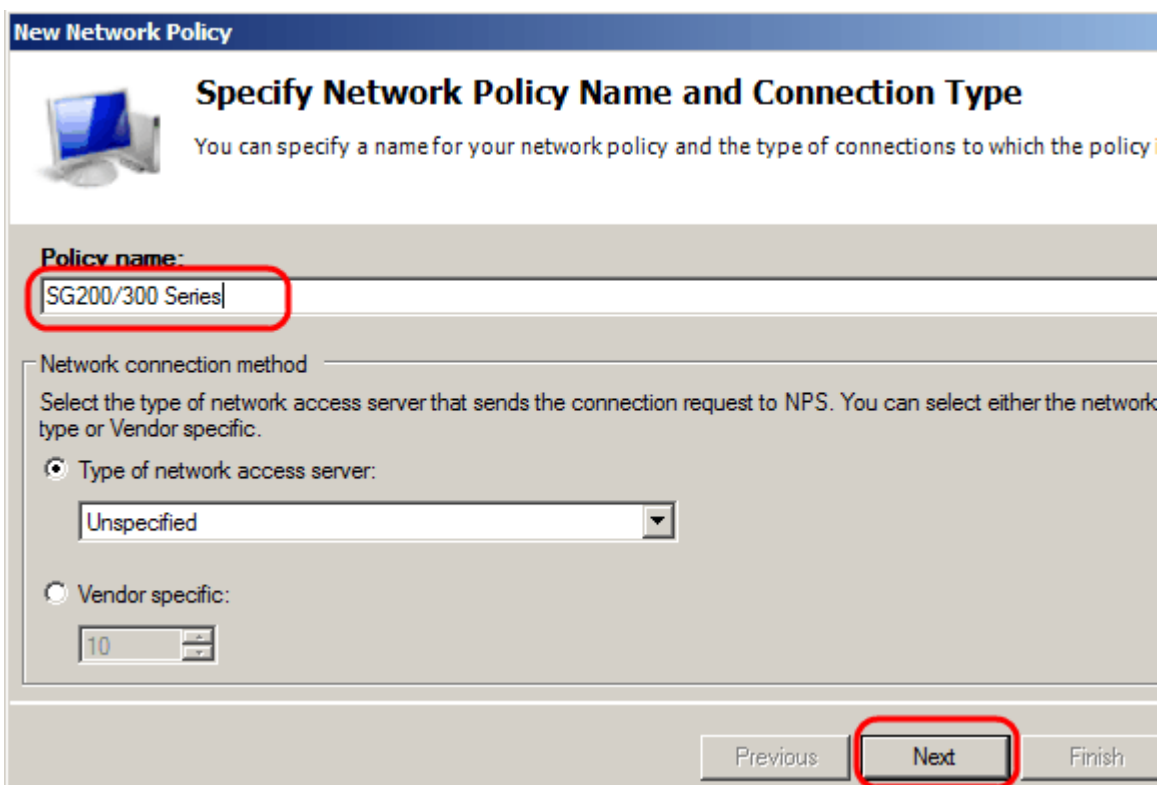 New Network Policy
Specify Network Policy Name and Connection Type
You can specify a name for your network policy and the type of connections to which the policy
Policy name:
SG200/300 Series
Network connection method
Select the type of network access server that sends the connection request to NPS. You can select either the network
type or Vendor specific.
Type of network access server:
Unspecified
Vendor specific:
10
Previous
Next
Finish